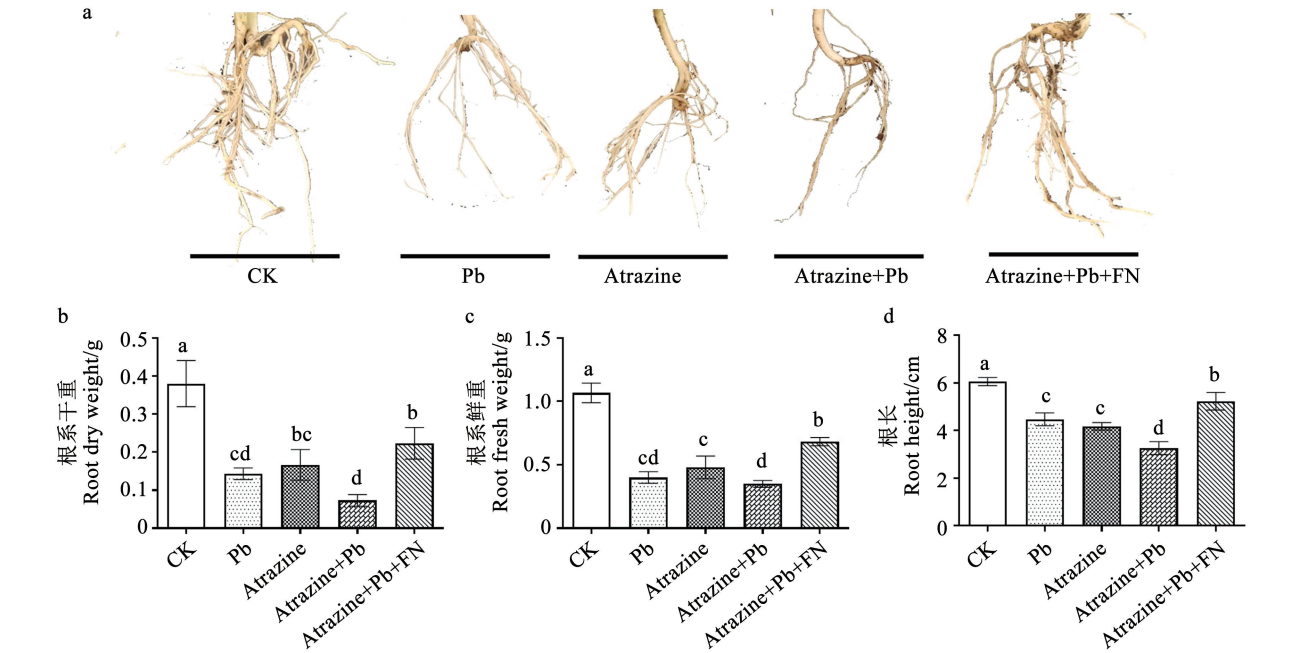 a
CK
Pb
Atrazine
Atrazine+Pb
Atrazine+Pb+FN
b
根系干重
Root dry weight/g
0.5
0.4
0.3
0.2
0.1
0
a
cd
bc
d
b
CK
Pb
Atrazine
Atrazine+Pb
Atrazine+Pb+FN
c
根系鲜重
Root fresh weight/g
1.5
1.0
0.5
0
a
cd
c
d
b
CK
Pb
Atrazine
Atrazine+Pb
Atrazine+Pb+FN
d
根长
Root height/cm
8
6
4
2
0
a
c
c
d
b
CK
Pb
Atrazine
Atrazine+Pb
Atrazine+Pb+FN